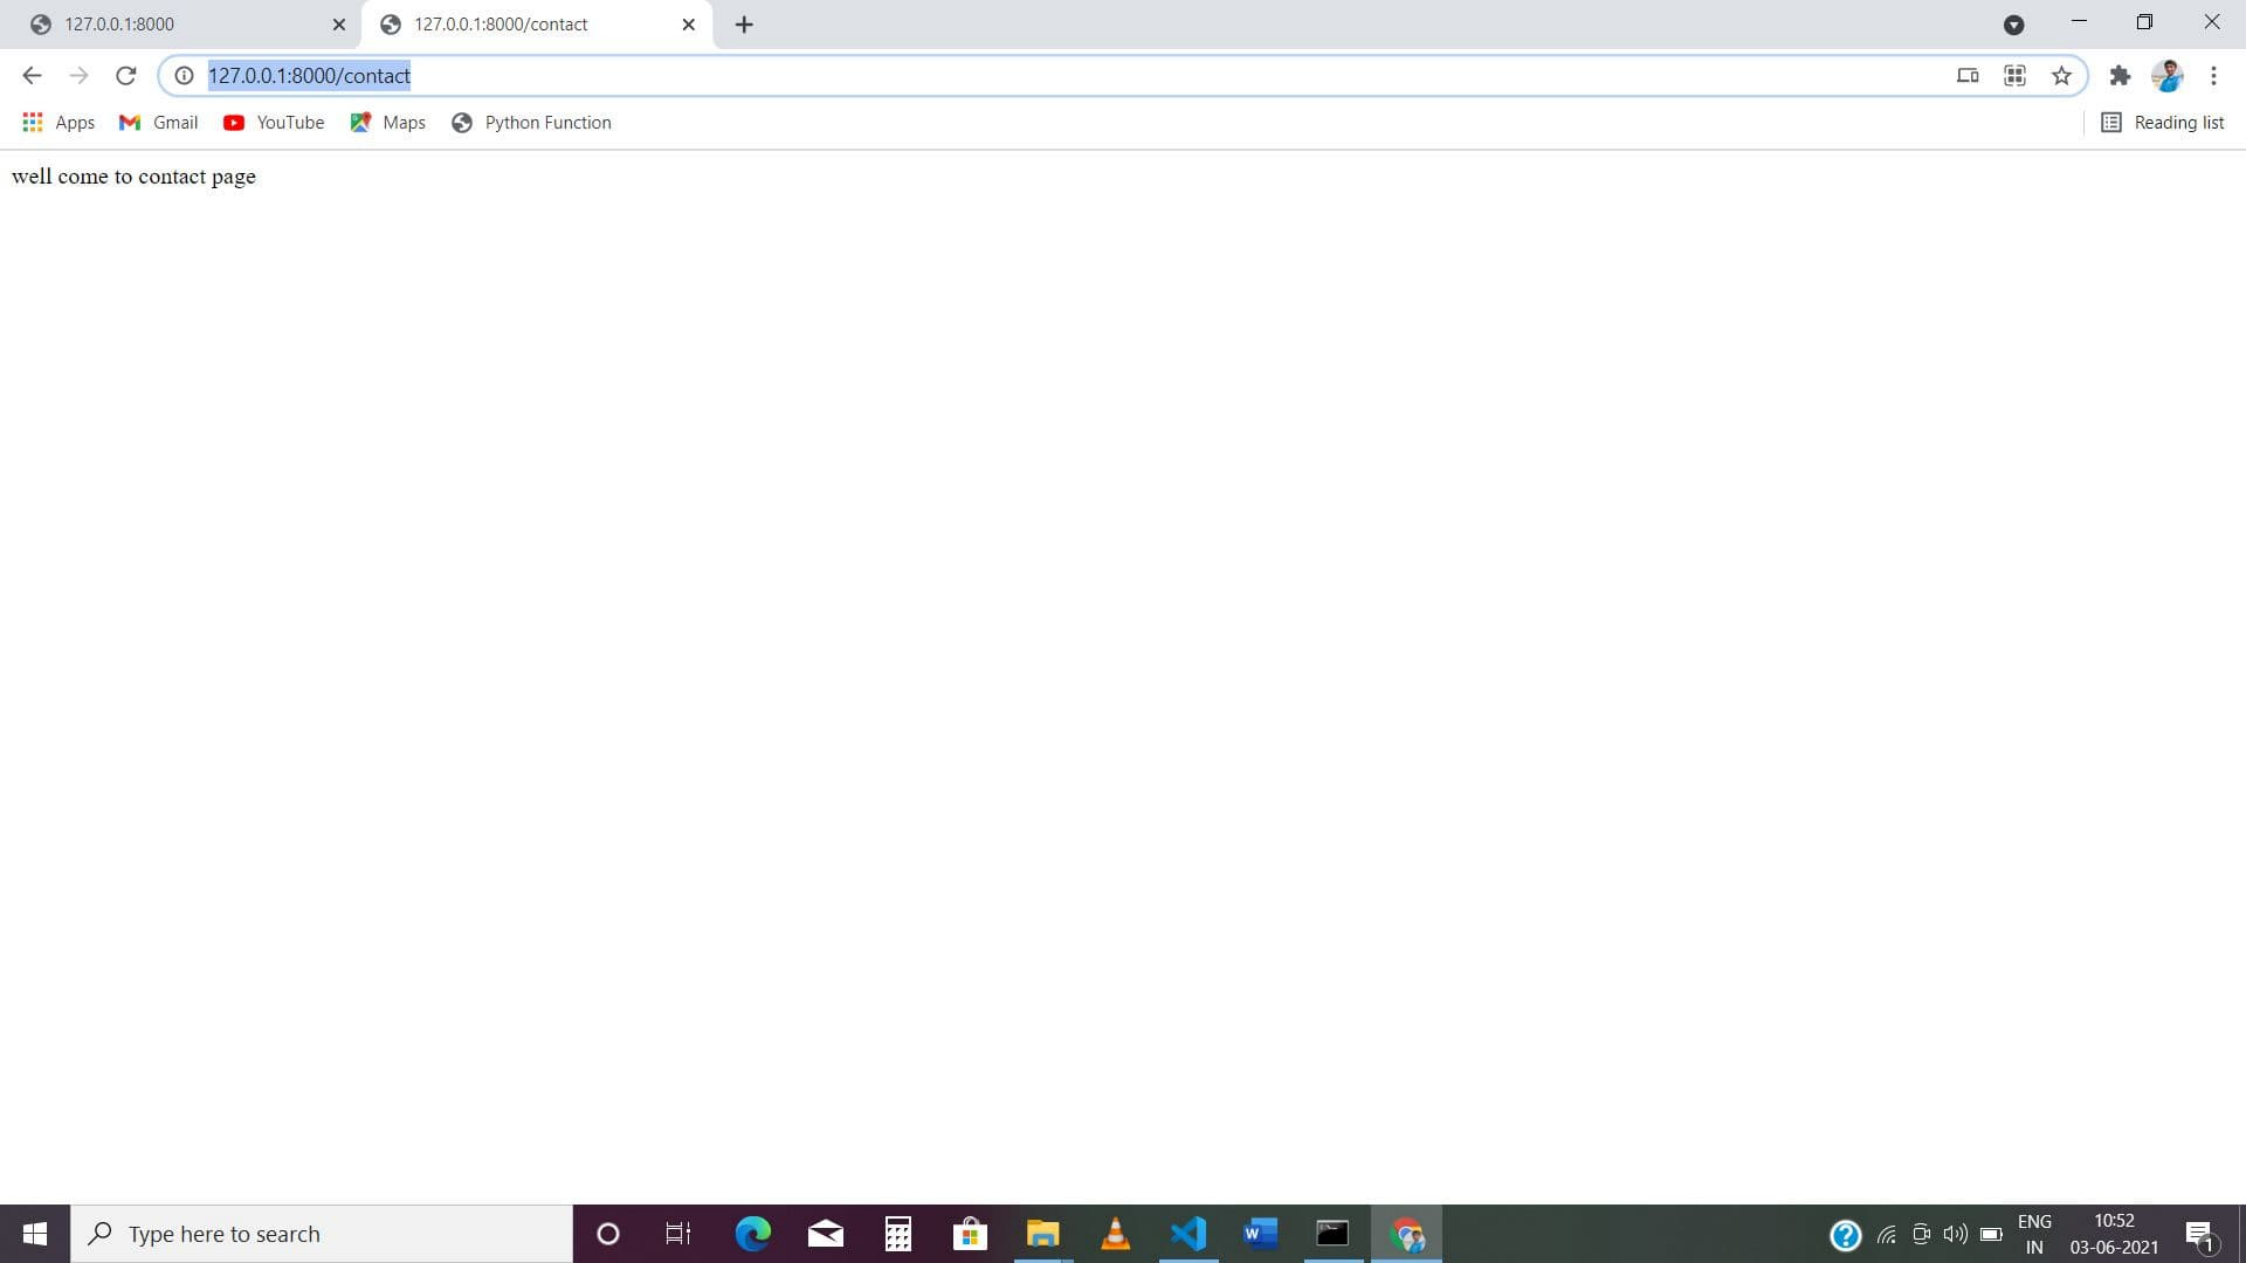 127.0.0.1:8000
127.0.0.1:8000/contact
127.0.0.1:8000/contact
Apps Gmail YouTube Maps Python Function Reading list
well come to contact page
Type here to search
W
ENG
IN
10:52
03-06-2021
1